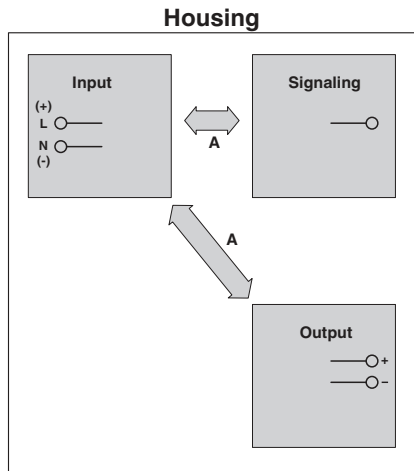 Housing
Input
Signaling
(+)
L
A
N
(-)
A
Output
+
–